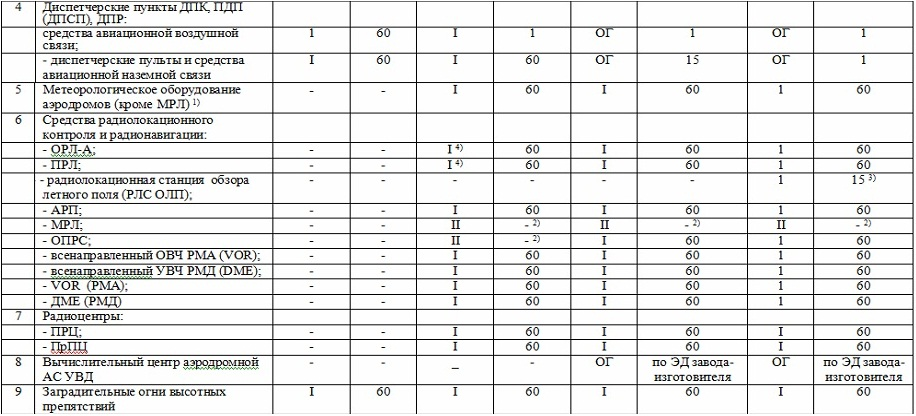 4 Диспетчерские пункты ДПК, ПДП
(ДПСП), ДПР:
средства авиационной воздушной 1 60 I 1 ОГ 1 ОГ 1
связи;
- диспетчерские пульты и средства I 60 I 60 ОГ 15 ОГ 1
авиационной наземной связи
5 Метеорологическое оборудование - - I 60 I 60 1 60
аэродромов (кроме МРЛ) 1)
6 Средства радиолокационного
контроля и радионавигации:
- ОРЛ-А; - - I 4) 60 I 60 1 60
- ПРЛ; - - I 4) 60 I 60 1 60
- радиолокационная станция обзора - - - - - - 1 15 3)
летного поля (РЛС ОЛП);
- АРП; - - I 60 I 60 1 60
- МРЛ; - - II - 2) II - 2) II - 2)
- ОПРС; - - II - 2) I 60 1 60
- всенаправленный ОВЧ РМА (VOR); - - I 60 I 60 1 60
- всенаправленный УВЧ РМД (DME); - - I 60 I 60 1 60
- VOR (РМА); - - I 60 I 60 1 60
- ДМЕ (РМД) - - I 60 I 60 1 60
7 Радиоцентры:
- ПРЦ; - - I 60 I 60 I 60
- ПрПЦ - - I 60 I 60 I 60
8 Вычислительный центр аэродромной - - _ - ОГ по ЭД завода- ОГ по ЭД завода-
АС УВД изготовителя изготовителя
9 Заградительные огни высотных I 60 I 60 I 60 I 60
препятствий